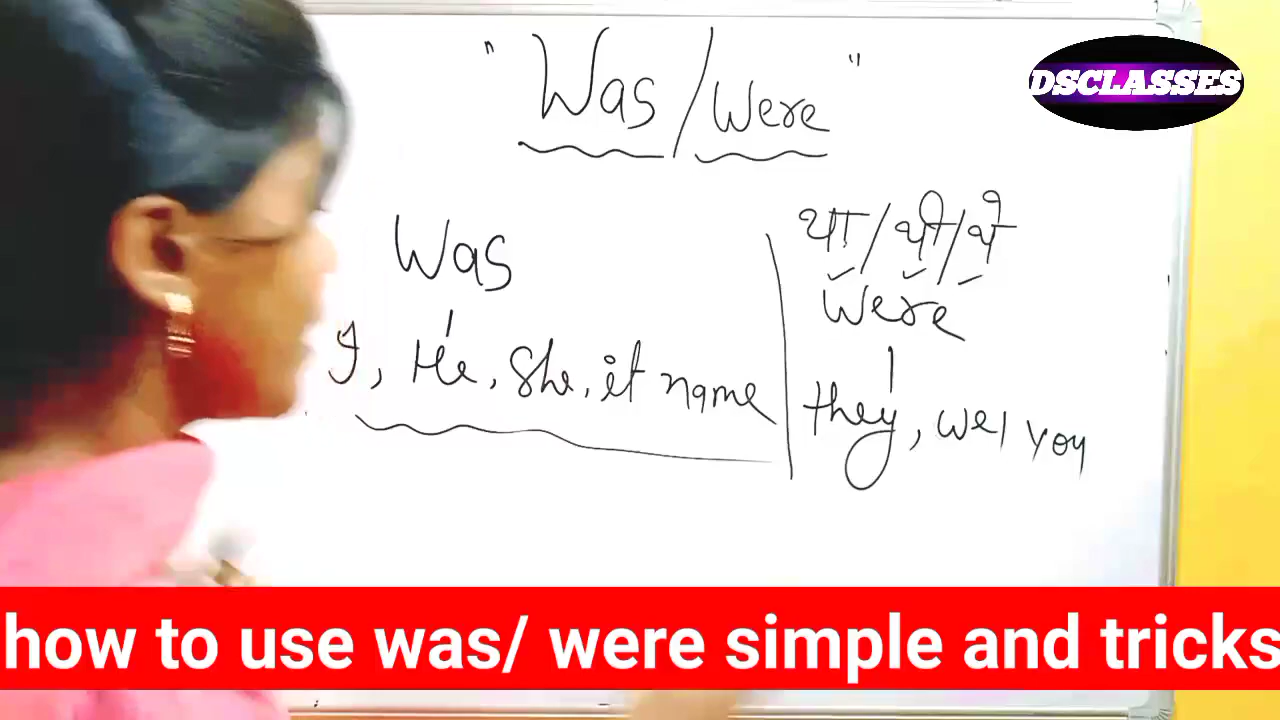 " Was / Were "
DSCLASSES
Was
I, He, She, it name
था / थी / थे
Were
they, we, you
how to use was/ were simple and tricks